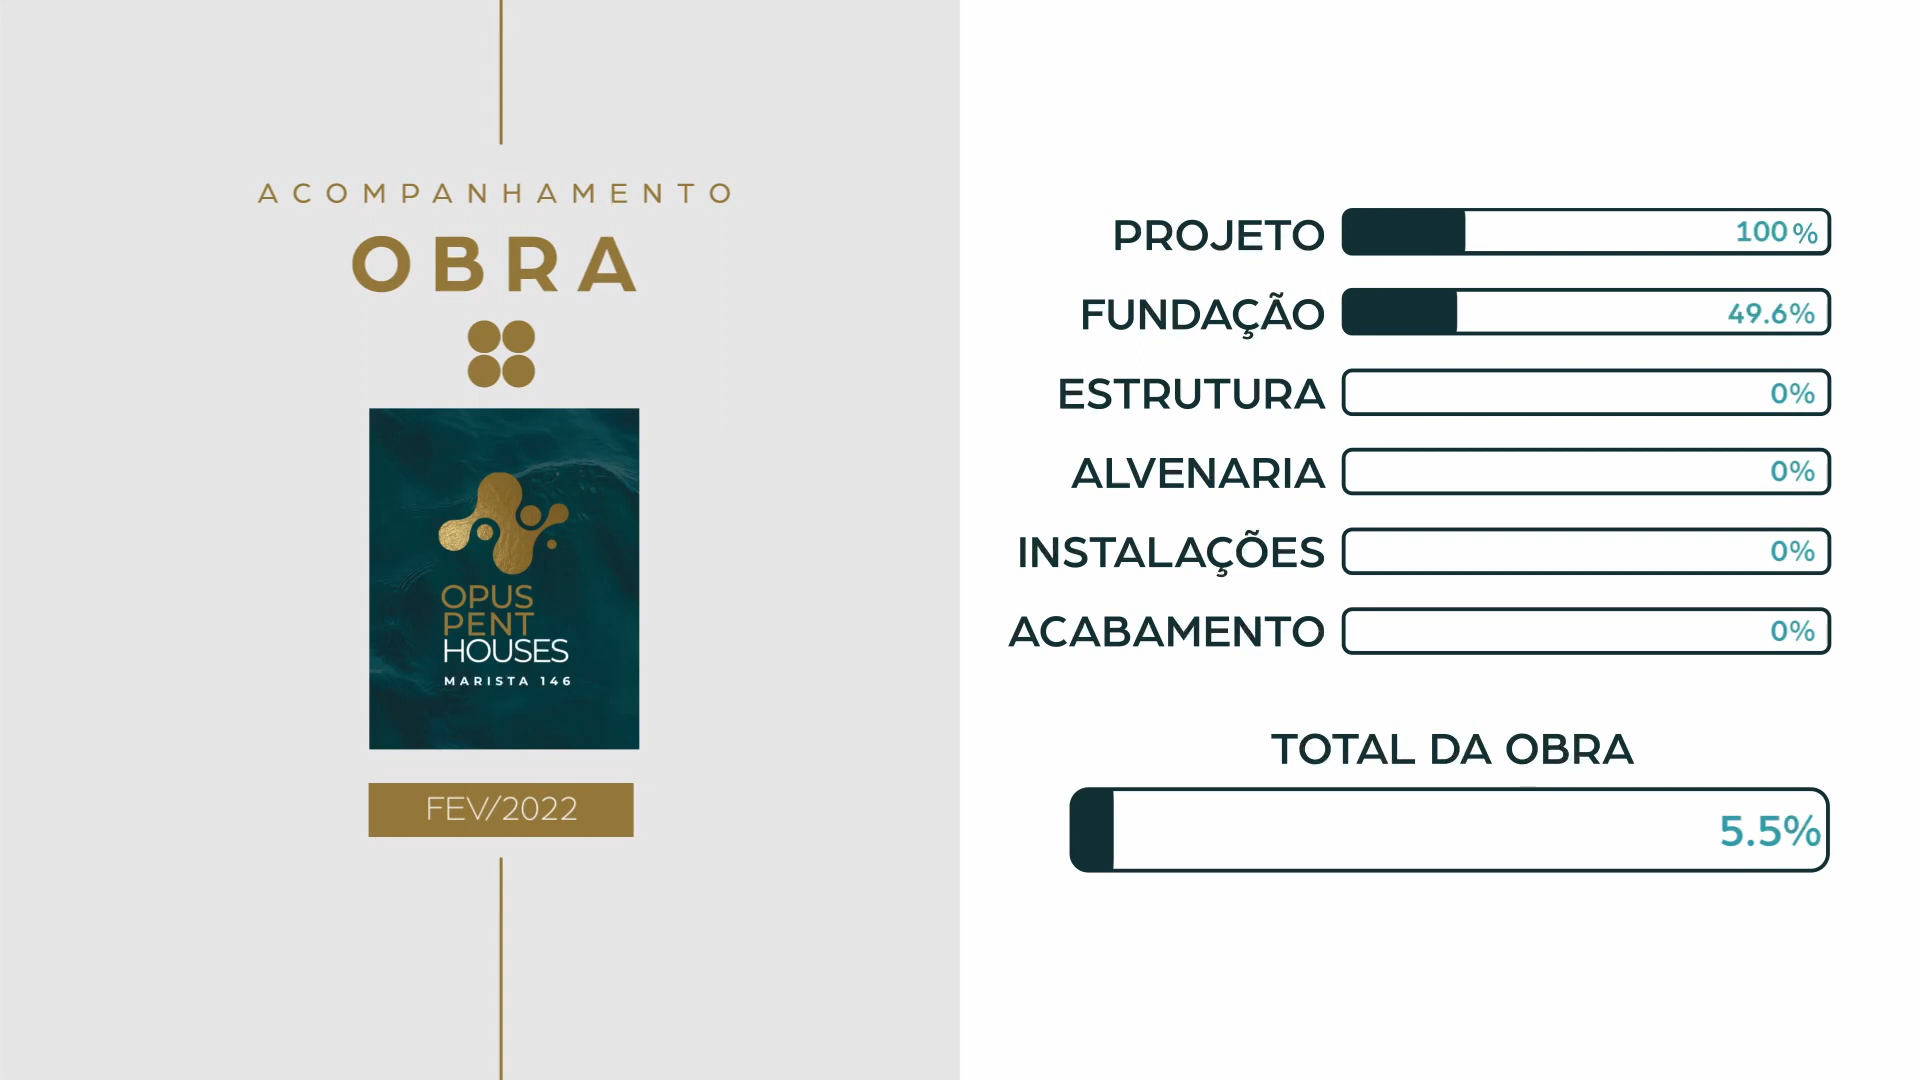 ACOMPANHAMENTO
OBRA
OPUS
PENT
HOUSES
MARISTA 146
FEV/2022
PROJETO 100%
FUNDAÇÃO 49.6%
ESTRUTURA 0%
ALVENARIA 0%
INSTALAÇÕES 0%
ACABAMENTO 0%
TOTAL DA OBRA
5.5%